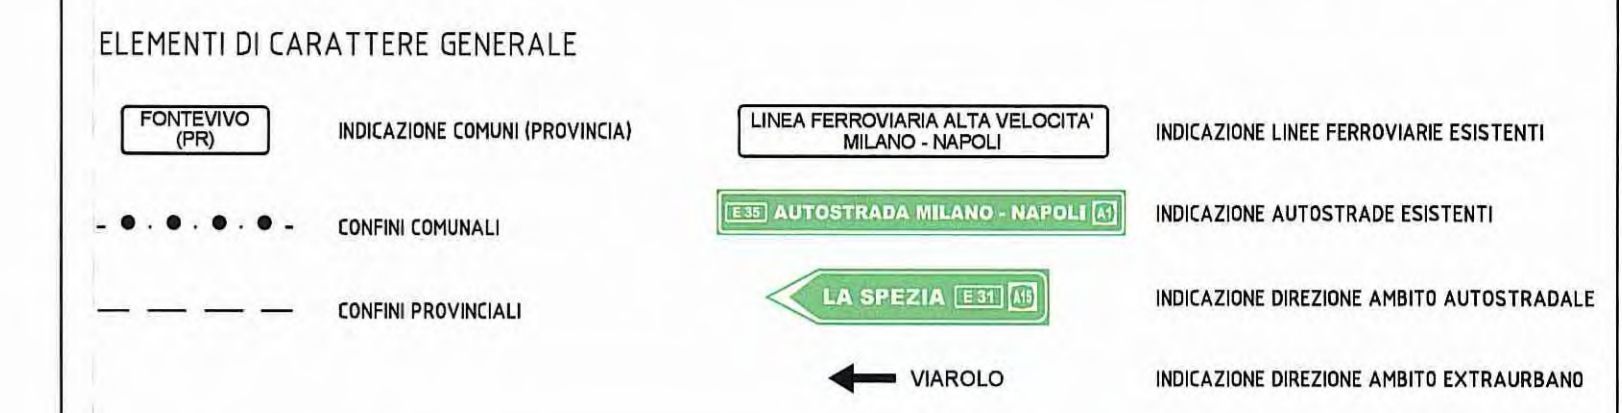 ELEMENTI DI CARATTERE GENERALE
FONTEVIVO
(PR)
INDICAZIONE COMUNI (PROVINCIA)
CONFINI COMUNALI
CONFINI PROVINCIALI
LINEA FERROVIARIA ALTA VELOCITA'
MILANO - NAPOLI
INDICAZIONE LINEE FERROVIARIE ESISTENTI
E 35 AUTOSTRADA MILANO - NAPOLI A1
INDICAZIONE AUTOSTRADE ESISTENTI
LA SPEZIA E 31 A15
INDICAZIONE DIREZIONE AMBITO AUTOSTRADALE
VIAROLO
INDICAZIONE DIREZIONE AMBITO EXTRAURBANO